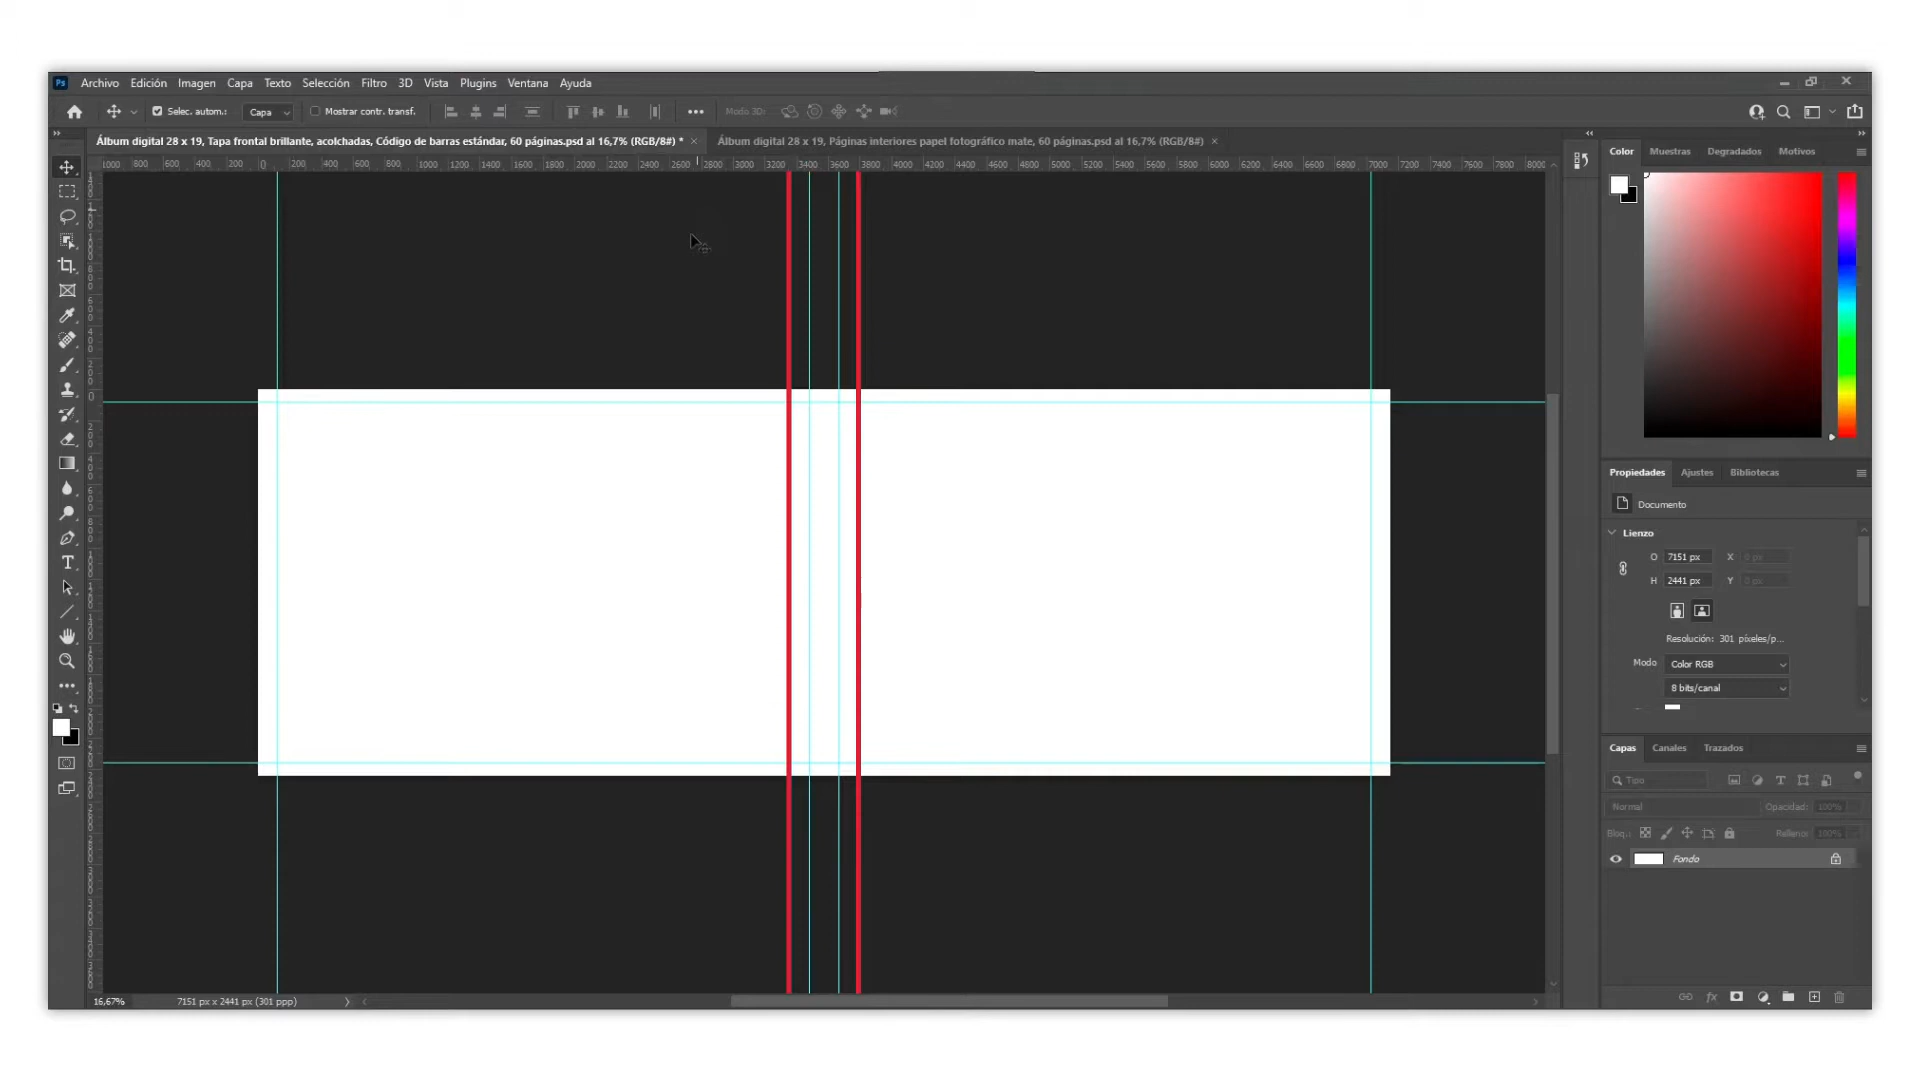 Ps Archivo Edición Imagen Capa Texto Selección Filtro 3D Vista Plugins Ventana Ayuda
Selec. autom.: Capa Mostrar contr. transf. Modo 3D:
Álbum digital 28 x 19, Tapa frontal brillante, acolchadas, Código de barras estándar, 60 páginas.psd al 16,7% (RGB/8#) * × Álbum digital 28 x 19, Páginas interiores papel fotográfico mate, 60 páginas.psd al 16,7% (RGB/8#) ×
1000 800 600 400 200 0 200 400 600 800 1000 1200 1400 1600 1800 2000 2200 2400 2600 2800 3000 3200 3400 3600 3800 4000 4200 4400 4600 4800 5000 5200 5400 5600 5800 6000 6200 6400 6600 6800 7000 7200 7400 7600 7800 8000
Color Muestras Degradados Motivos
Propiedades Ajustes Bibliotecas
Documento
Lienzo
O 7151 px X 0 px
H 2441 px Y 0 px
Resolución: 301 píxeles/p...
Modo Color RGB
8 bits/canal
Capas Canales Trazados
Tipo
Normal Opacidad: 100%
Bloq.: Relleno: 100%
Fondo
fx
16,67% 7151 px x 2441 px (301 ppp)